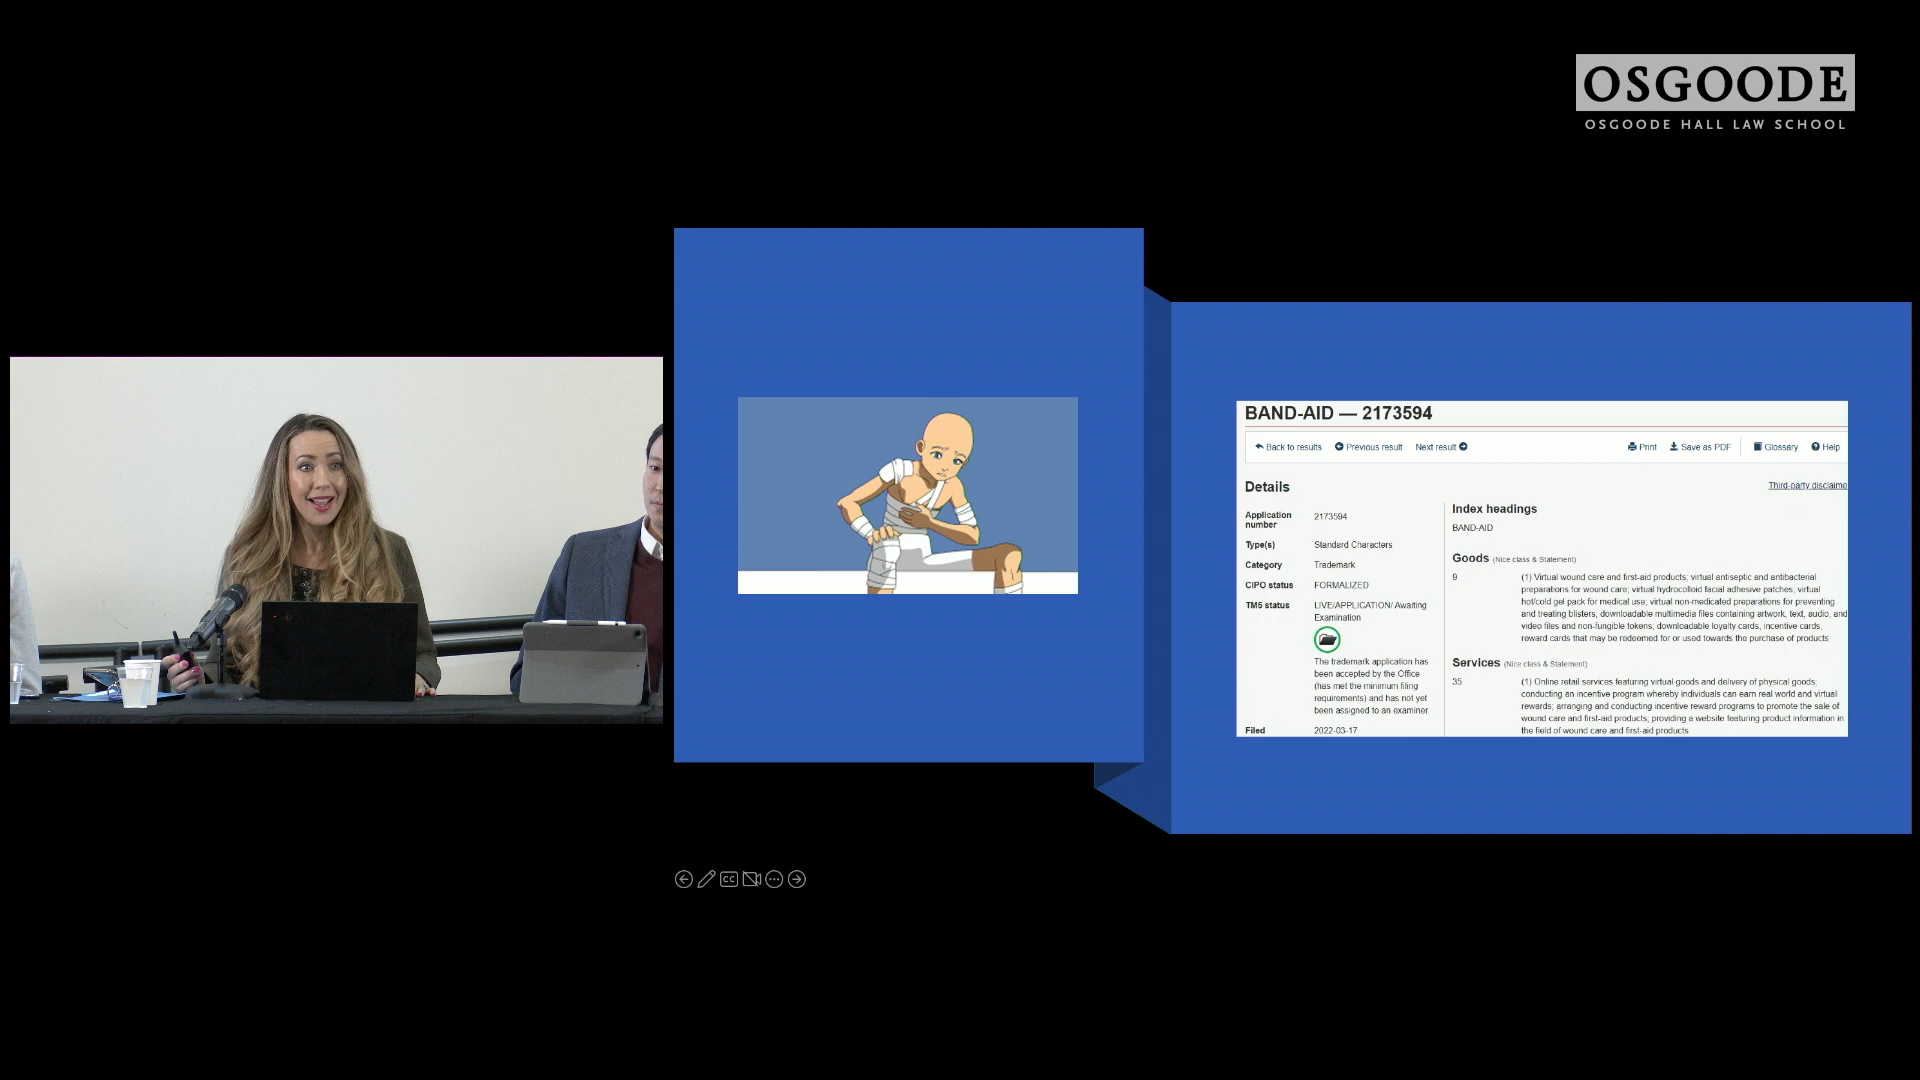 OSGOODE
OSGOODE HALL LAW SCHOOL
BAND-AID — 2173594
Back to results Previous result Next result Print Save as PDF Glossary Help
Details
Third-party disclaime
Application number 2173594
Type(s) Standard Characters
Category Trademark
CIPO status FORMALIZED
TM5 status LIVE/APPLICATION/ Awaiting
Examination
The trademark application has
been accepted by the Office
(has met the minimum filing
requirements) and has not yet
been assigned to an examiner.
Filed 2022-03-17
Index headings
BAND-AID
Goods (Nice class & Statement)
9 (1) Virtual wound care and first-aid products; virtual antiseptic and antibacterial
preparations for wound care; virtual hydrocolloid facial adhesive patches; virtual
hot/cold gel pack for medical use; virtual non-medicated preparations for preventing
and treating blisters, downloadable multimedia files containing artwork, text, audio, and
video files and non-fungible tokens, downloadable loyalty cards, incentive cards,
reward cards that may be redeemed for or used towards the purchase of products
Services (Nice class & Statement)
35 (1) Online retail services featuring virtual goods and delivery of physical goods;
conducting an incentive program whereby individuals can earn real world and virtual
rewards; arranging and conducting incentive reward programs to promote the sale of
wound care and first-aid products; providing a website featuring product information in
the field of wound care and first-aid products
CC